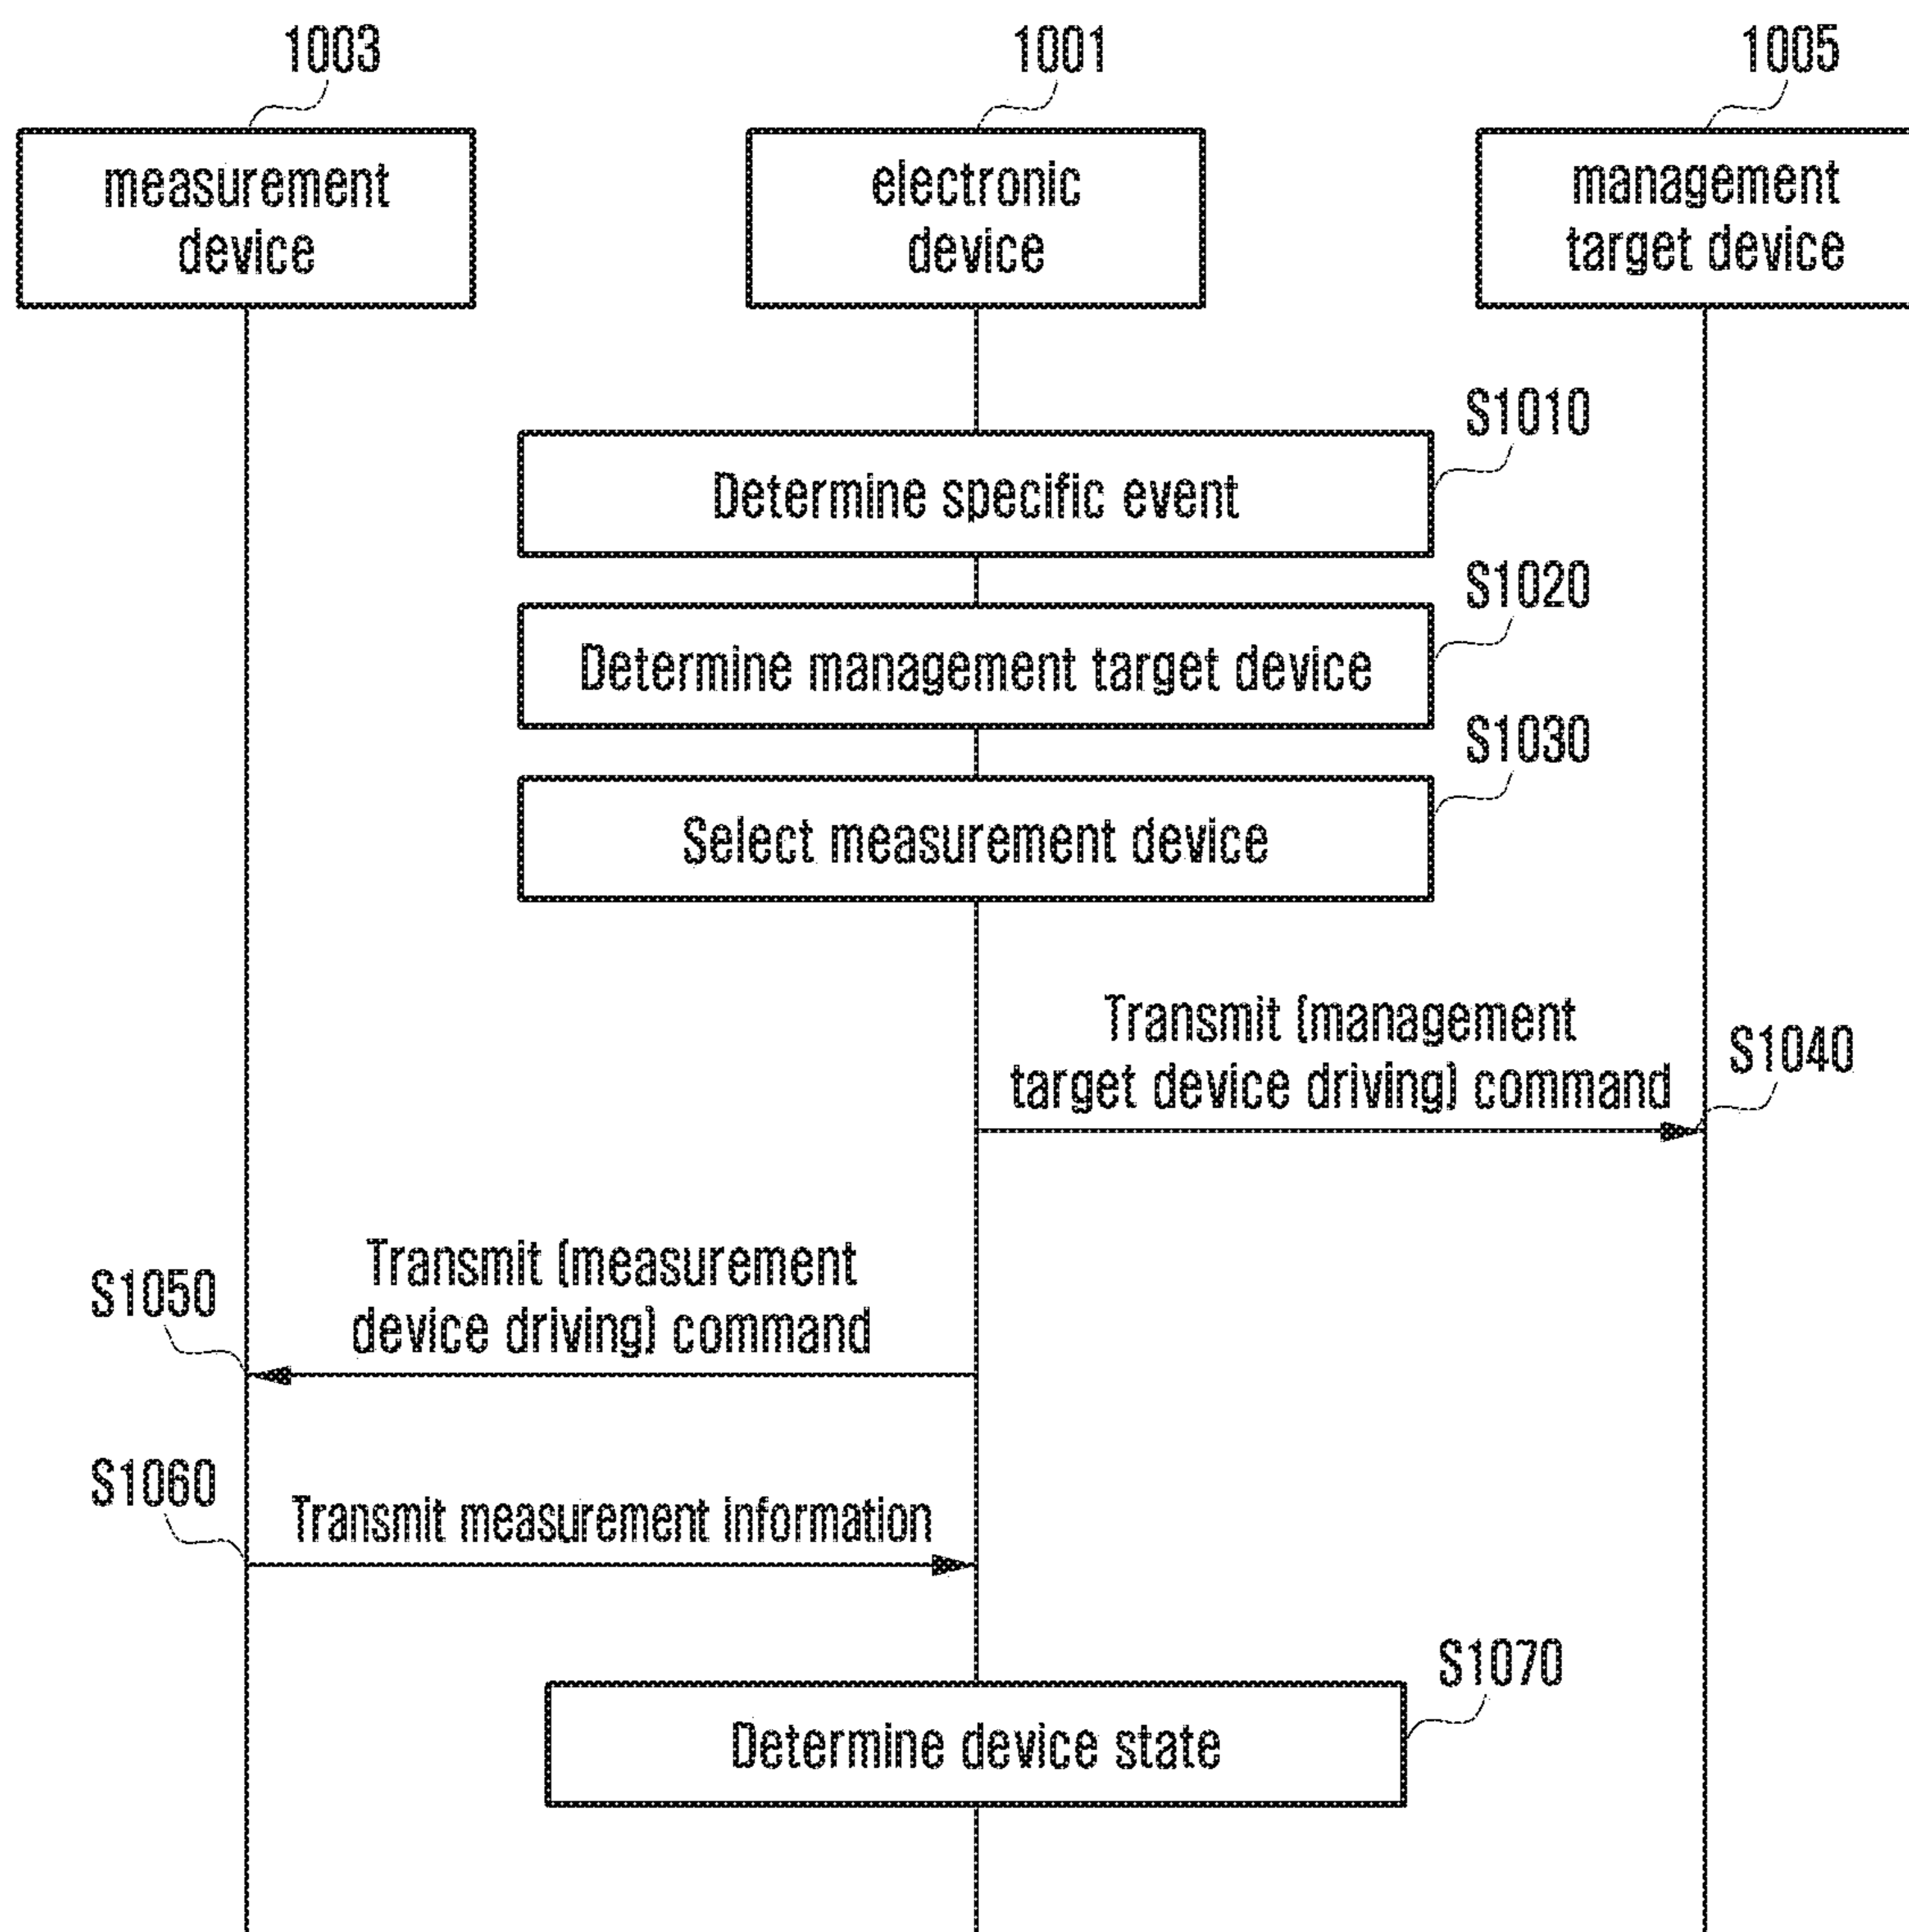 1003
1001
1005
measurement
device
electronic
device
management
target device
S1010
Determine specific event
S1020
Determine management target device
S1030
Select measurement device
Transmit (management
target device driving) command
S1040
Transmit (measurement
device driving) command
S1050
S1060
Transmit measurement information
S1070
Determine device state